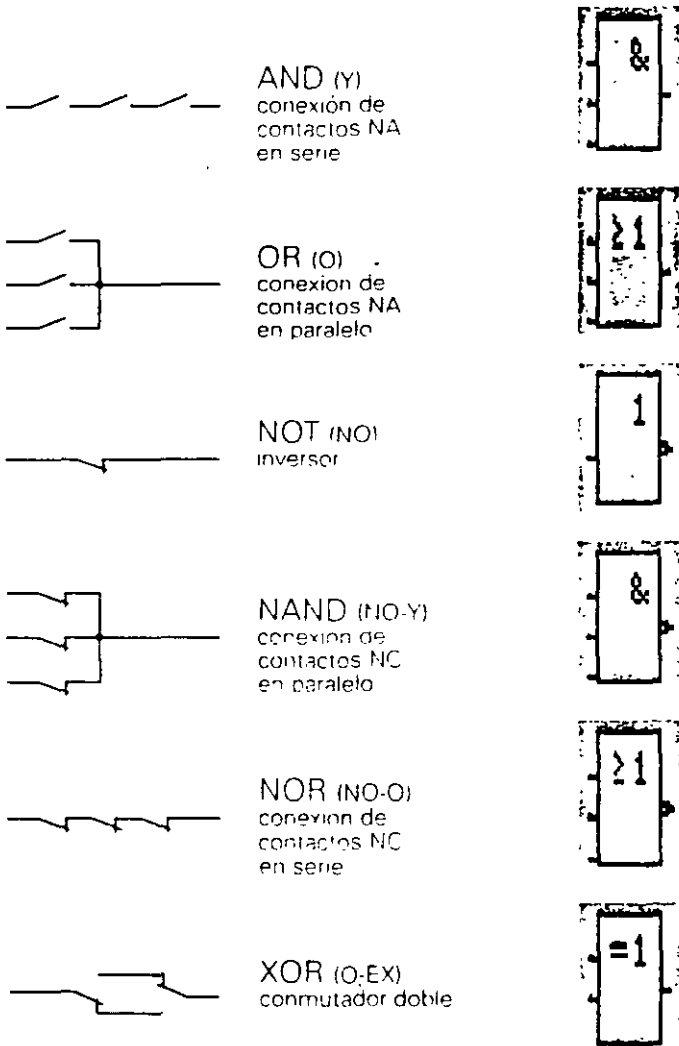 AND (Y)
conexión de
contactos NA
en serie
&
OR (O)
conexion de
contactos NA
en paralelo
≥1
NOT (NO)
inversor
1
NAND (NO-Y)
conexion de
contactos NC
en paralelo
&
NOR (NO-O)
conexion de
contactos NC
en serie
≥1
XOR (O-EX)
conmutador doble
=1